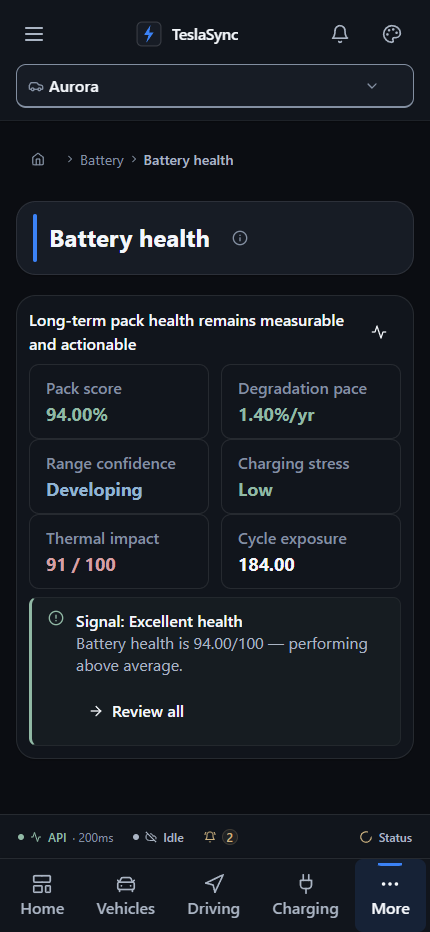 TeslaSync
Aurora
Battery
Battery health
Battery health
Long-term pack health remains measurable
and actionable
Pack score
94.00%
Degradation pace
1.40%/yr
Range confidence
Developing
Charging stress
Low
Thermal impact
91 / 100
Cycle exposure
184.00
Signal: Excellent health
Battery health is 94.00/100 — performing
above average.
Review all
API · 200ms
Idle
2
Status
Home
Vehicles
Driving
Charging
More